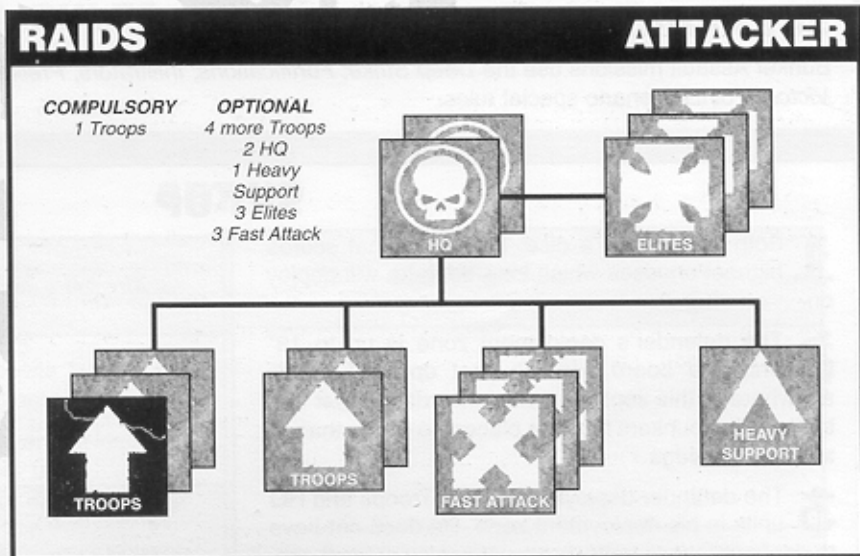 RAIDS
ATTACKER
COMPULSORY
1 Troops
OPTIONAL
4 more Troops
2 HQ
1 Heavy
Support
3 Elites
3 Fast Attack
HQ
ELITES
TROOPS
TROOPS
FAST ATTACK
HEAVY
SUPPORT